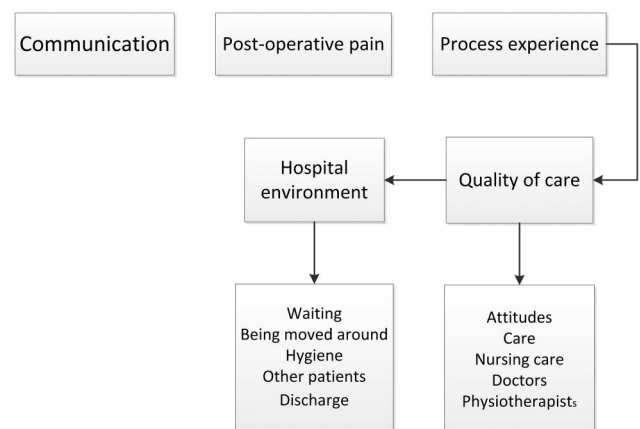 Communication
Post-operative pain
Process experience
Hospital
environment
Quality of care
Waiting
Being moved around
Hygiene
Other patients
Discharge
Attitudes
Care
Nursing care
Doctors
Physiotherapists